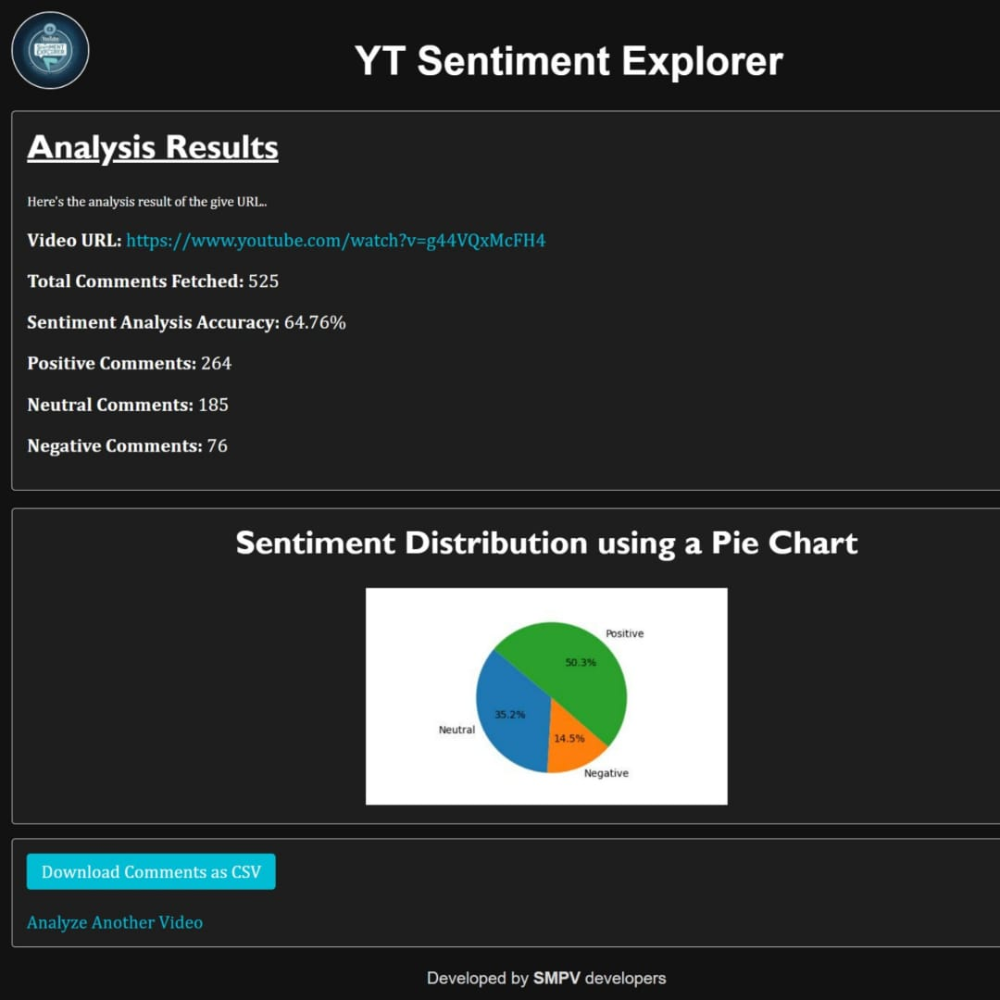 YouTube
SENTIMENT
EXPLORER
YT Sentiment Explorer
Analysis Results
Here's the analysis result of the give URL..
Video URL: https://www.youtube.com/watch?v=g44VQxMcFH4
Total Comments Fetched: 525
Sentiment Analysis Accuracy: 64.76%
Positive Comments: 264
Neutral Comments: 185
Negative Comments: 76
Sentiment Distribution using a Pie Chart
Positive
50.3%
35.2%
Neutral
14.5%
Negative
Download Comments as CSV
Analyze Another Video
Developed by SMPV developers